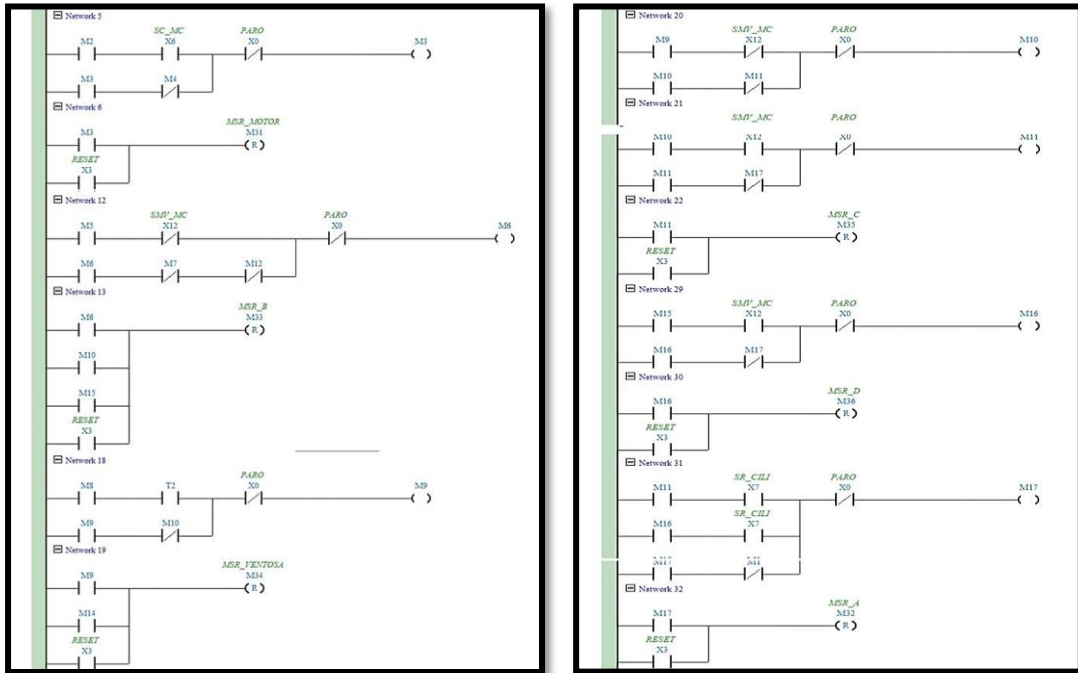 Network 5
SC_MC PARO
M2 X6 X0 M3
M3 M4
Network 6
MSR_MOTOR
M3 M31
R
RESET
X3
Network 12
SMV_MC PARO
M5 X12 X0 M6
M6 M7 M12
Network 13
MSR_B
M6 M33
R
M10
M15
RESET
X3
Network 18
PARO
M8 T2 X0 M9
M9 M10
Network 19
MSR_VENTOSA
M9 M34
R
M14
RESET
X3
Network 20
SMV_MC PARO
M9 X12 X0 M10
M10 M11
Network 21
SMV_MC PARO
M10 X12 X0 M11
M11 M17
Network 22
MSR_C
M11 M35
R
RESET
X3
Network 29
SMV_MC PARO
M15 X12 X0 M16
M16 M17
Network 30
MSR_D
M16 M36
R
RESET
X3
Network 31
SR_CILI PARO
M11 X7 X0 M17
SR_CILI
M16 X7
M17 M1
Network 32
MSR_A
M17 M32
R
RESET
X3